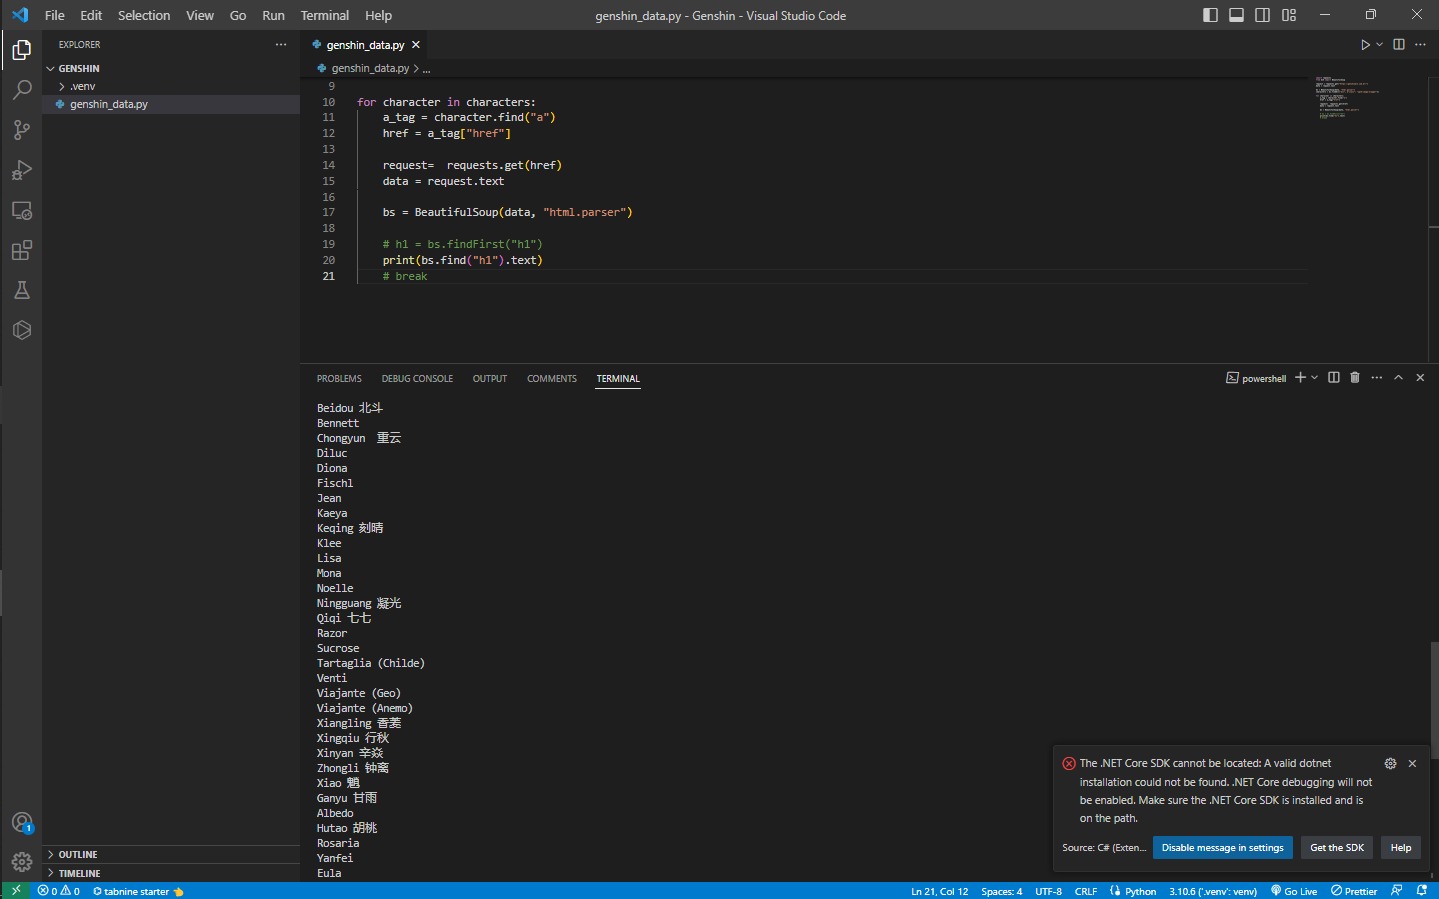 File Edit Selection View Go Run Terminal Help
genshin_data.py - Genshin - Visual Studio Code
EXPLORER
GENSHIN
.venv
genshin_data.py
genshin_data.py
genshin_data.py > ...
9
10 for character in characters:
11 a_tag = character.find("a")
12 href = a_tag["href"]
13
14 request=  requests.get(href)
15 data = request.text
16
17 bs = BeautifulSoup(data, "html.parser")
18
19 # h1 = bs.findFirst("h1")
20 print(bs.find("h1").text)
21 # break
PROBLEMS DEBUG CONSOLE OUTPUT COMMENTS TERMINAL
powershell
Beidou 北斗
Bennett
Chongyun  重云
Diluc
Diona
Fischl
Jean
Kaeya
Keqing 刻晴
Klee
Lisa
Mona
Noelle
Ningguang 凝光
Qiqi 七七
Razor
Sucrose
Tartaglia (Childe)
Venti
Viajante (Geo)
Viajante (Anemo)
Xiangling 香菱
Xingqiu 行秋
Xinyan 辛焱
Zhongli 钟离
Xiao 魈
Ganyu 甘雨
Albedo
Hutao 胡桃
Rosaria
Yanfei
Eula
The .NET Core SDK cannot be located: A valid dotnet
installation could not be found. .NET Core debugging will not
be enabled. Make sure the .NET Core SDK is installed and is
on the path.
Source: C# (Exten...
Disable message in settings
Get the SDK
Help
1
OUTLINE
TIMELINE
0 0 tabnine starter
Ln 21, Col 12 Spaces: 4 UTF-8 CRLF Python 3.10.6 ('.venv': venv) Go Live Prettier